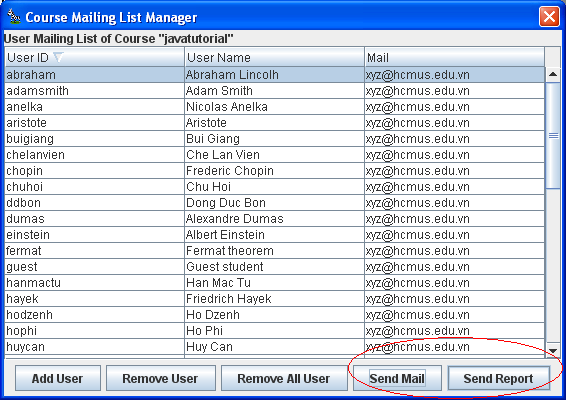 Course Mailing List Manager
User Mailing List of Course "javatutorial"
User ID User Name Mail
abraham Abraham Lincolh xyz@hcmus.edu.vn
adamsmith Adam Smith xyz@hcmus.edu.vn
anelka Nicolas Anelka xyz@hcmus.edu.vn
aristote Aristote xyz@hcmus.edu.vn
buigiang Bui Giang xyz@hcmus.edu.vn
chelanvien Che Lan Vien xyz@hcmus.edu.vn
chopin Frederic Chopin xyz@hcmus.edu.vn
chuhoi Chu Hoi xyz@hcmus.edu.vn
ddbon Dong Duc Bon xyz@hcmus.edu.vn
dumas Alexandre Dumas xyz@hcmus.edu.vn
einstein Albert Einstein xyz@hcmus.edu.vn
fermat Fermat theorem xyz@hcmus.edu.vn
guest Guest student xyz@hcmus.edu.vn
hanmactu Han Mac Tu xyz@hcmus.edu.vn
hayek Friedrich Hayek xyz@hcmus.edu.vn
hodzenh Ho Dzenh xyz@hcmus.edu.vn
hophi Ho Phi xyz@hcmus.edu.vn
huycan Huy Can xyz@hcmus.edu.vn
Add User Remove User Remove All User Send Mail Send Report